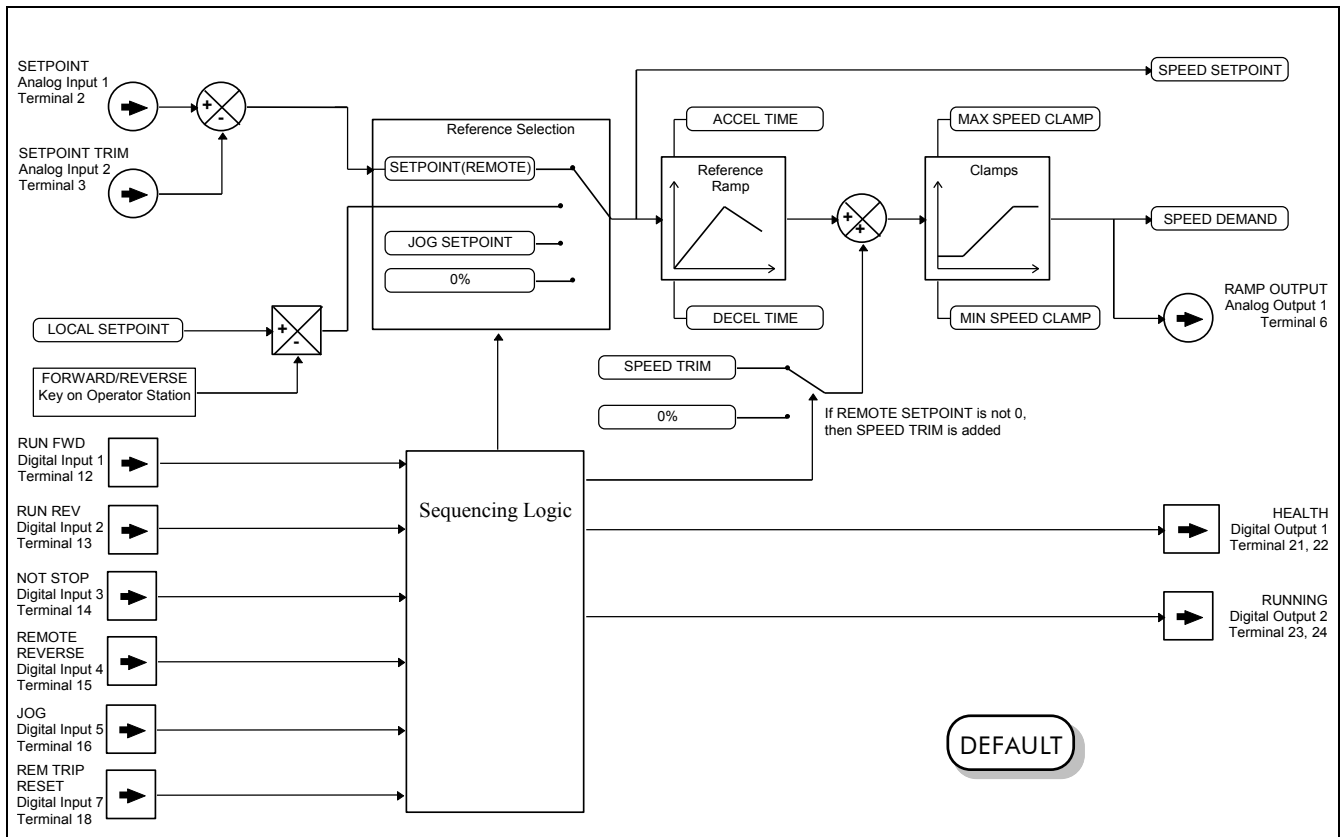 SETPOINT
Analog Input 1
Terminal 2
SETPOINT TRIM
Analog Input 2
Terminal 3
+
-
Reference Selection
SETPOINT(REMOTE)
JOG SETPOINT
0%
LOCAL SETPOINT
+
-
FORWARD/REVERSE
Key on Operator Station
ACCEL TIME
Reference
Ramp
DECEL TIME
+
+
MAX SPEED CLAMP
Clamps
MIN SPEED CLAMP
SPEED SETPOINT
SPEED DEMAND
RAMP OUTPUT
Analog Output 1
Terminal 6
SPEED TRIM
0%
If REMOTE SETPOINT is not 0,
then SPEED TRIM is added
RUN FWD
Digital Input 1
Terminal 12
RUN REV
Digital Input 2
Terminal 13
NOT STOP
Digital Input 3
Terminal 14
REMOTE
REVERSE
Digital Input 4
Terminal 15
JOG
Digital Input 5
Terminal 16
REM TRIP
RESET
Digital Input 7
Terminal 18
Sequencing Logic
HEALTH
Digital Output 1
Terminal 21, 22
RUNNING
Digital Output 2
Terminal 23, 24
DEFAULT